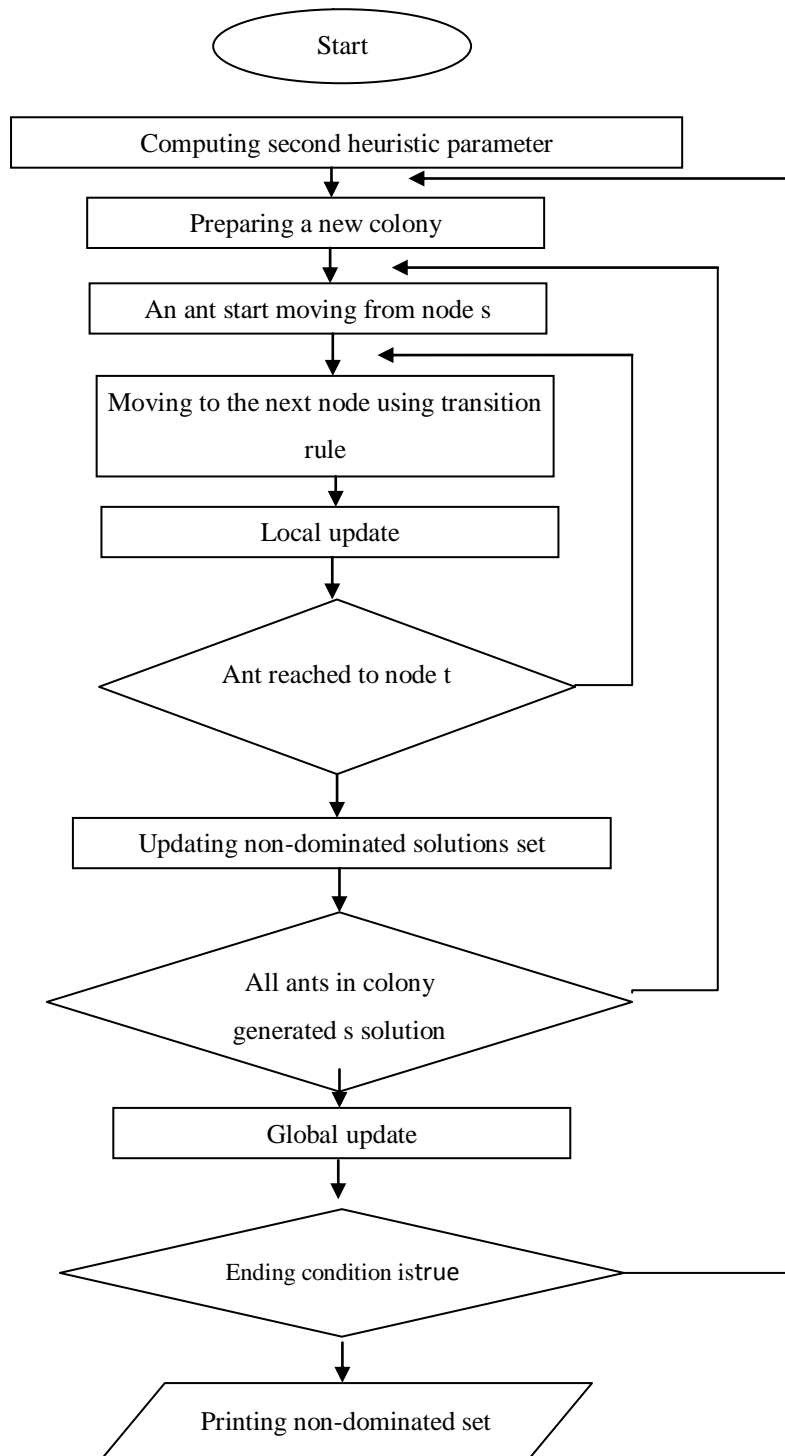 Start
Computing second heuristic parameter
Preparing a new colony
An ant start moving from node s
Moving to the next node using transition
rule
Local update
Ant reached to node t
Updating non-dominated solutions set
All ants in colony
generated s solution
Global update
Ending condition istrue
Printing non-dominated set